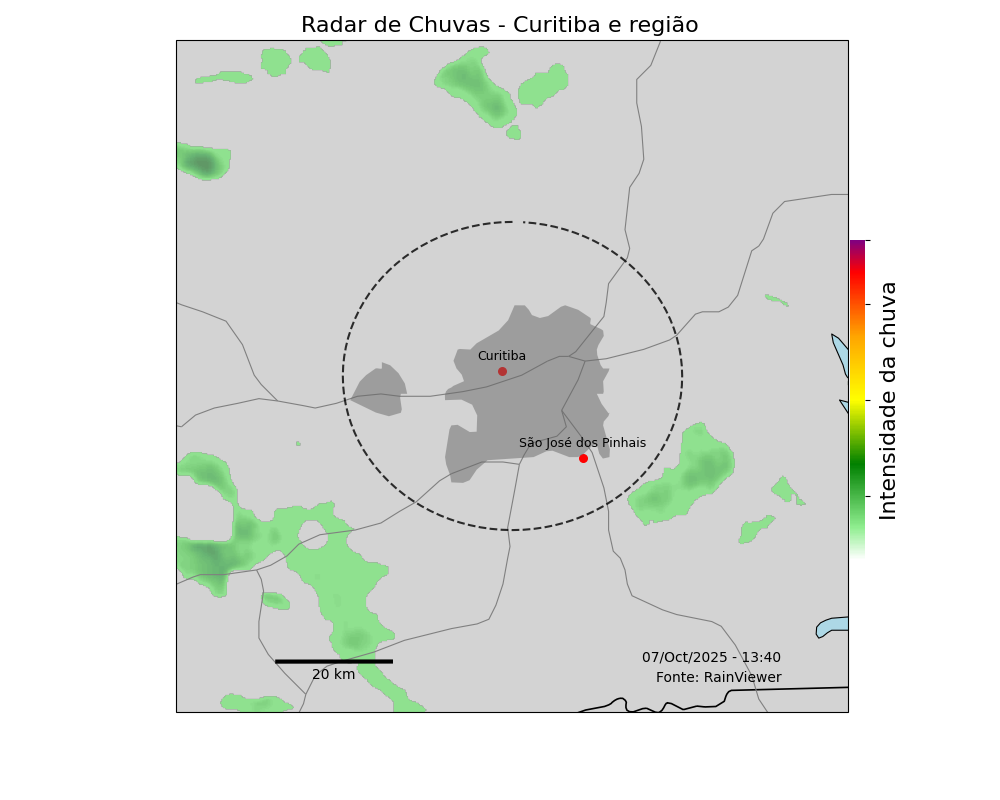 Radar de Chuvas - Curitiba e região
Curitiba
São José dos Pinhais
Intensidade da chuva
07/Oct/2025 - 13:40
Fonte: RainViewer
20 km